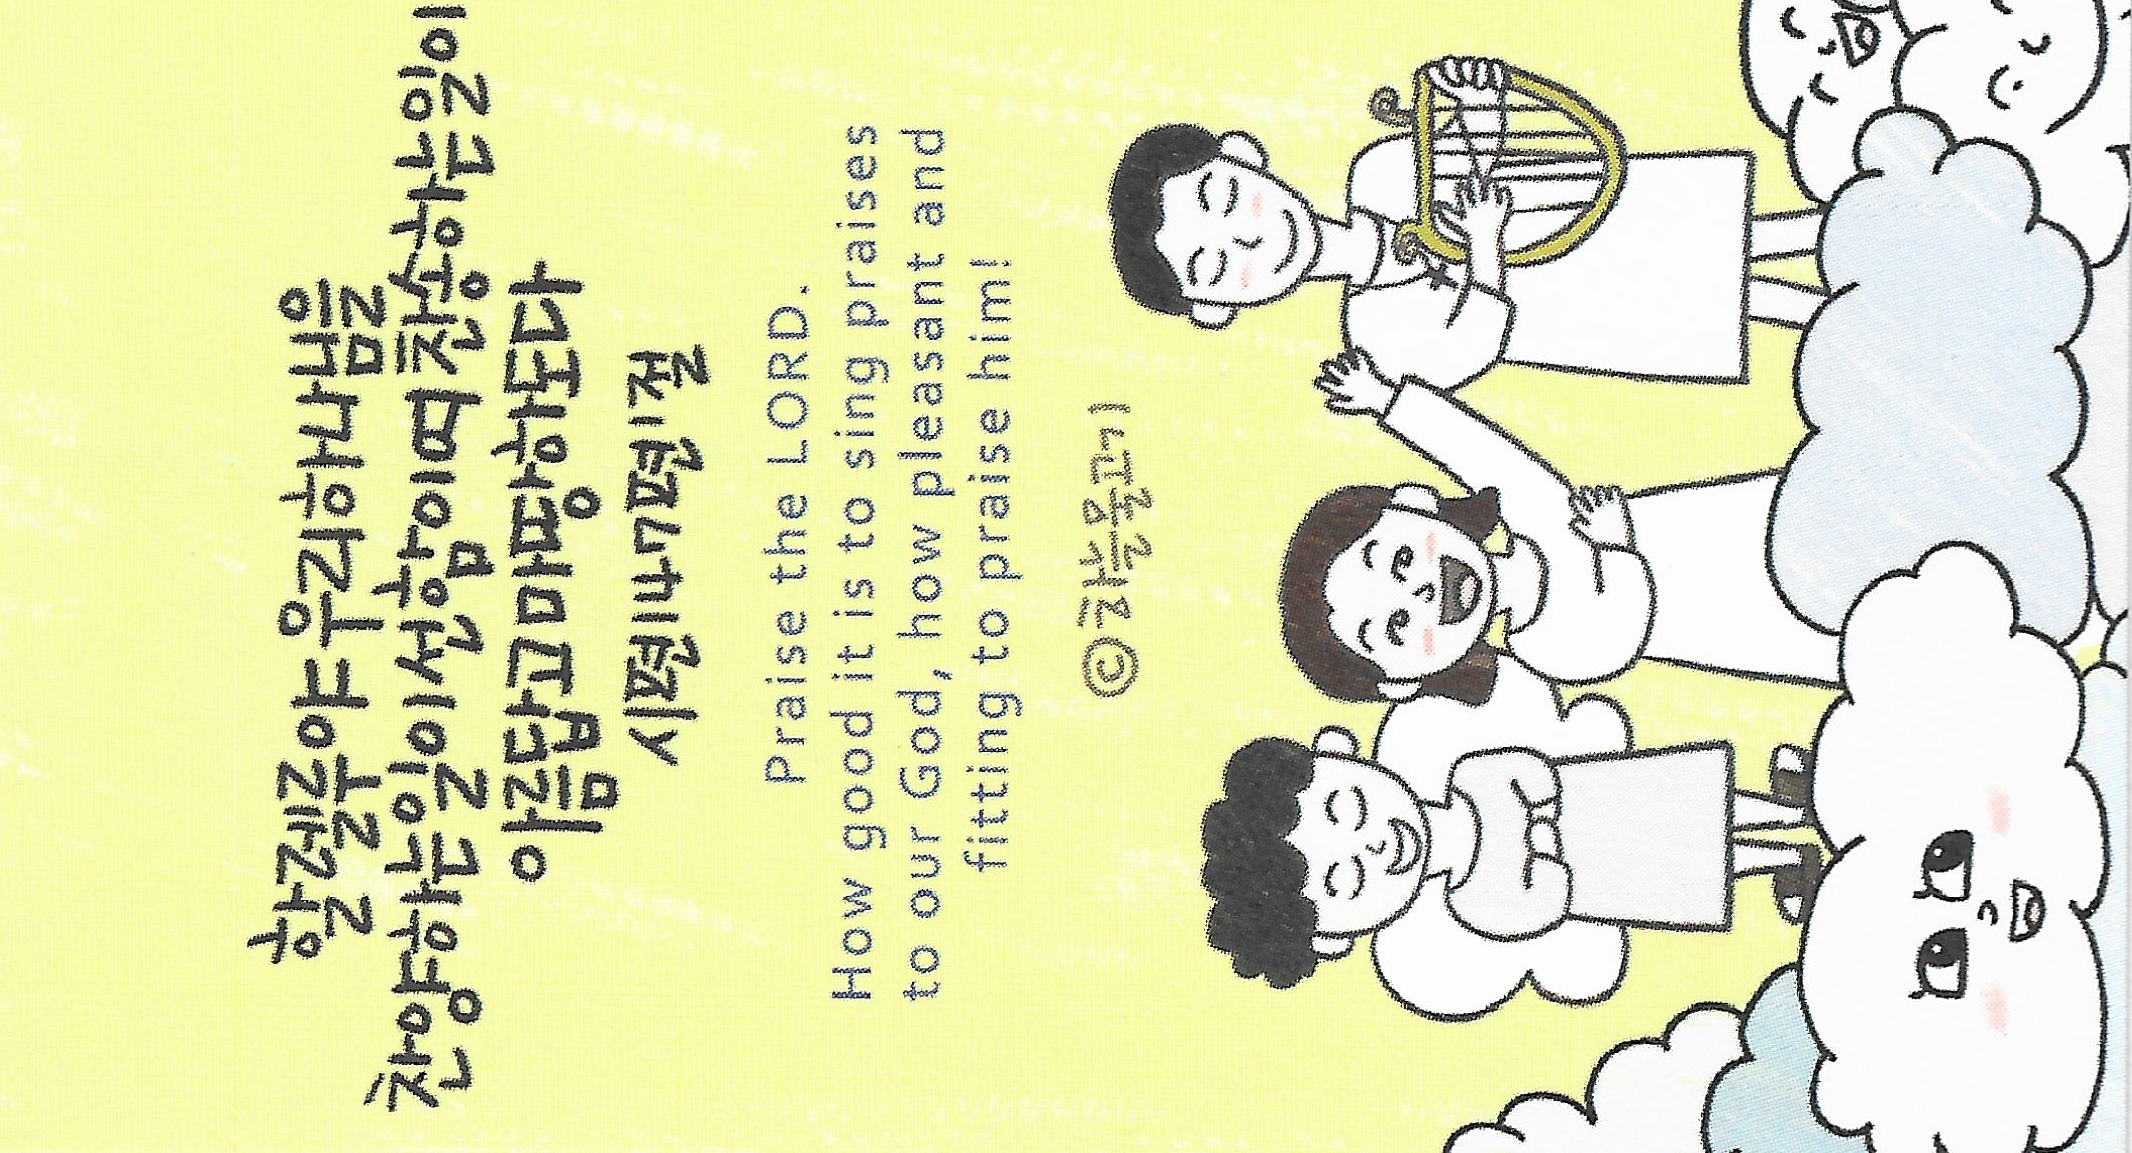 할렐루야 우리 하나님을
찬양하는 일이 선함이여 찬송하는 일이
아름답고 마땅하도다
시편 147편 1절
Praise the LORD.
How good it is to sing praises
to our God, how pleasant and
fitting to praise him!
© 하늘물고기